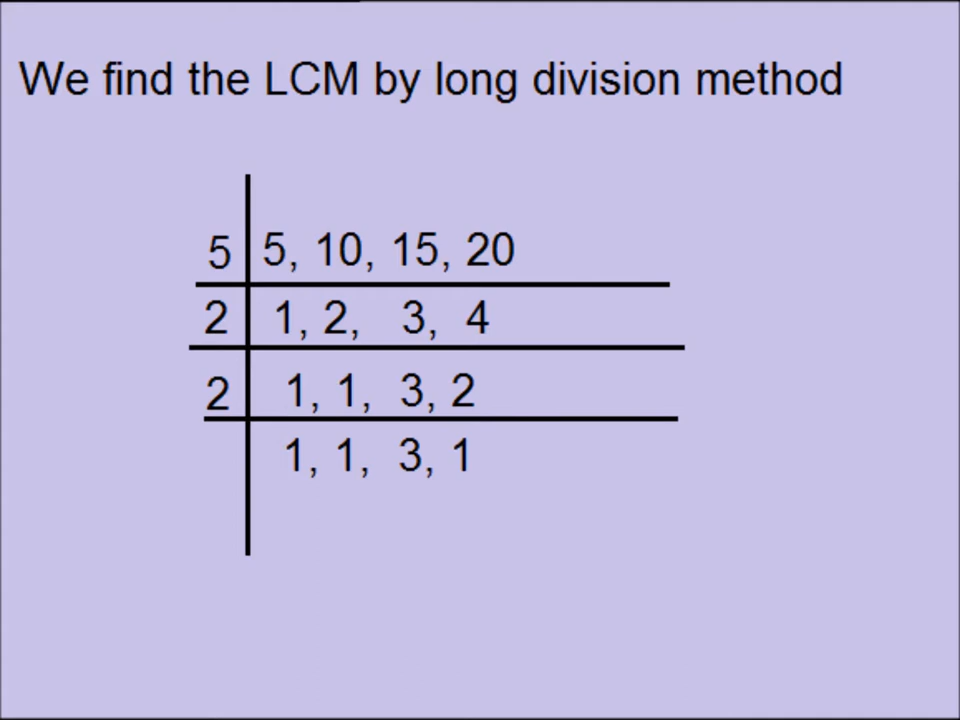 We find the LCM by long division method
5 5, 10, 15, 20
2 1, 2, 3, 4
2 1, 1, 3, 2
1, 1, 3, 1